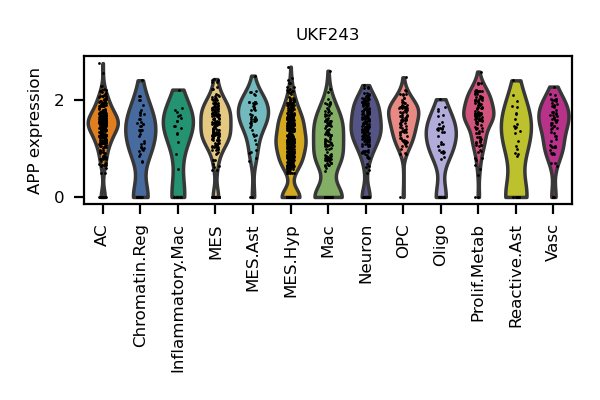 UKF243
APP expression
2
0
AC
Chromatin.Reg
Inflammatory.Mac
MES
MES.Ast
MES.Hyp
Mac
Neuron
OPC
Oligo
Prolif.Metab
Reactive.Ast
Vasc